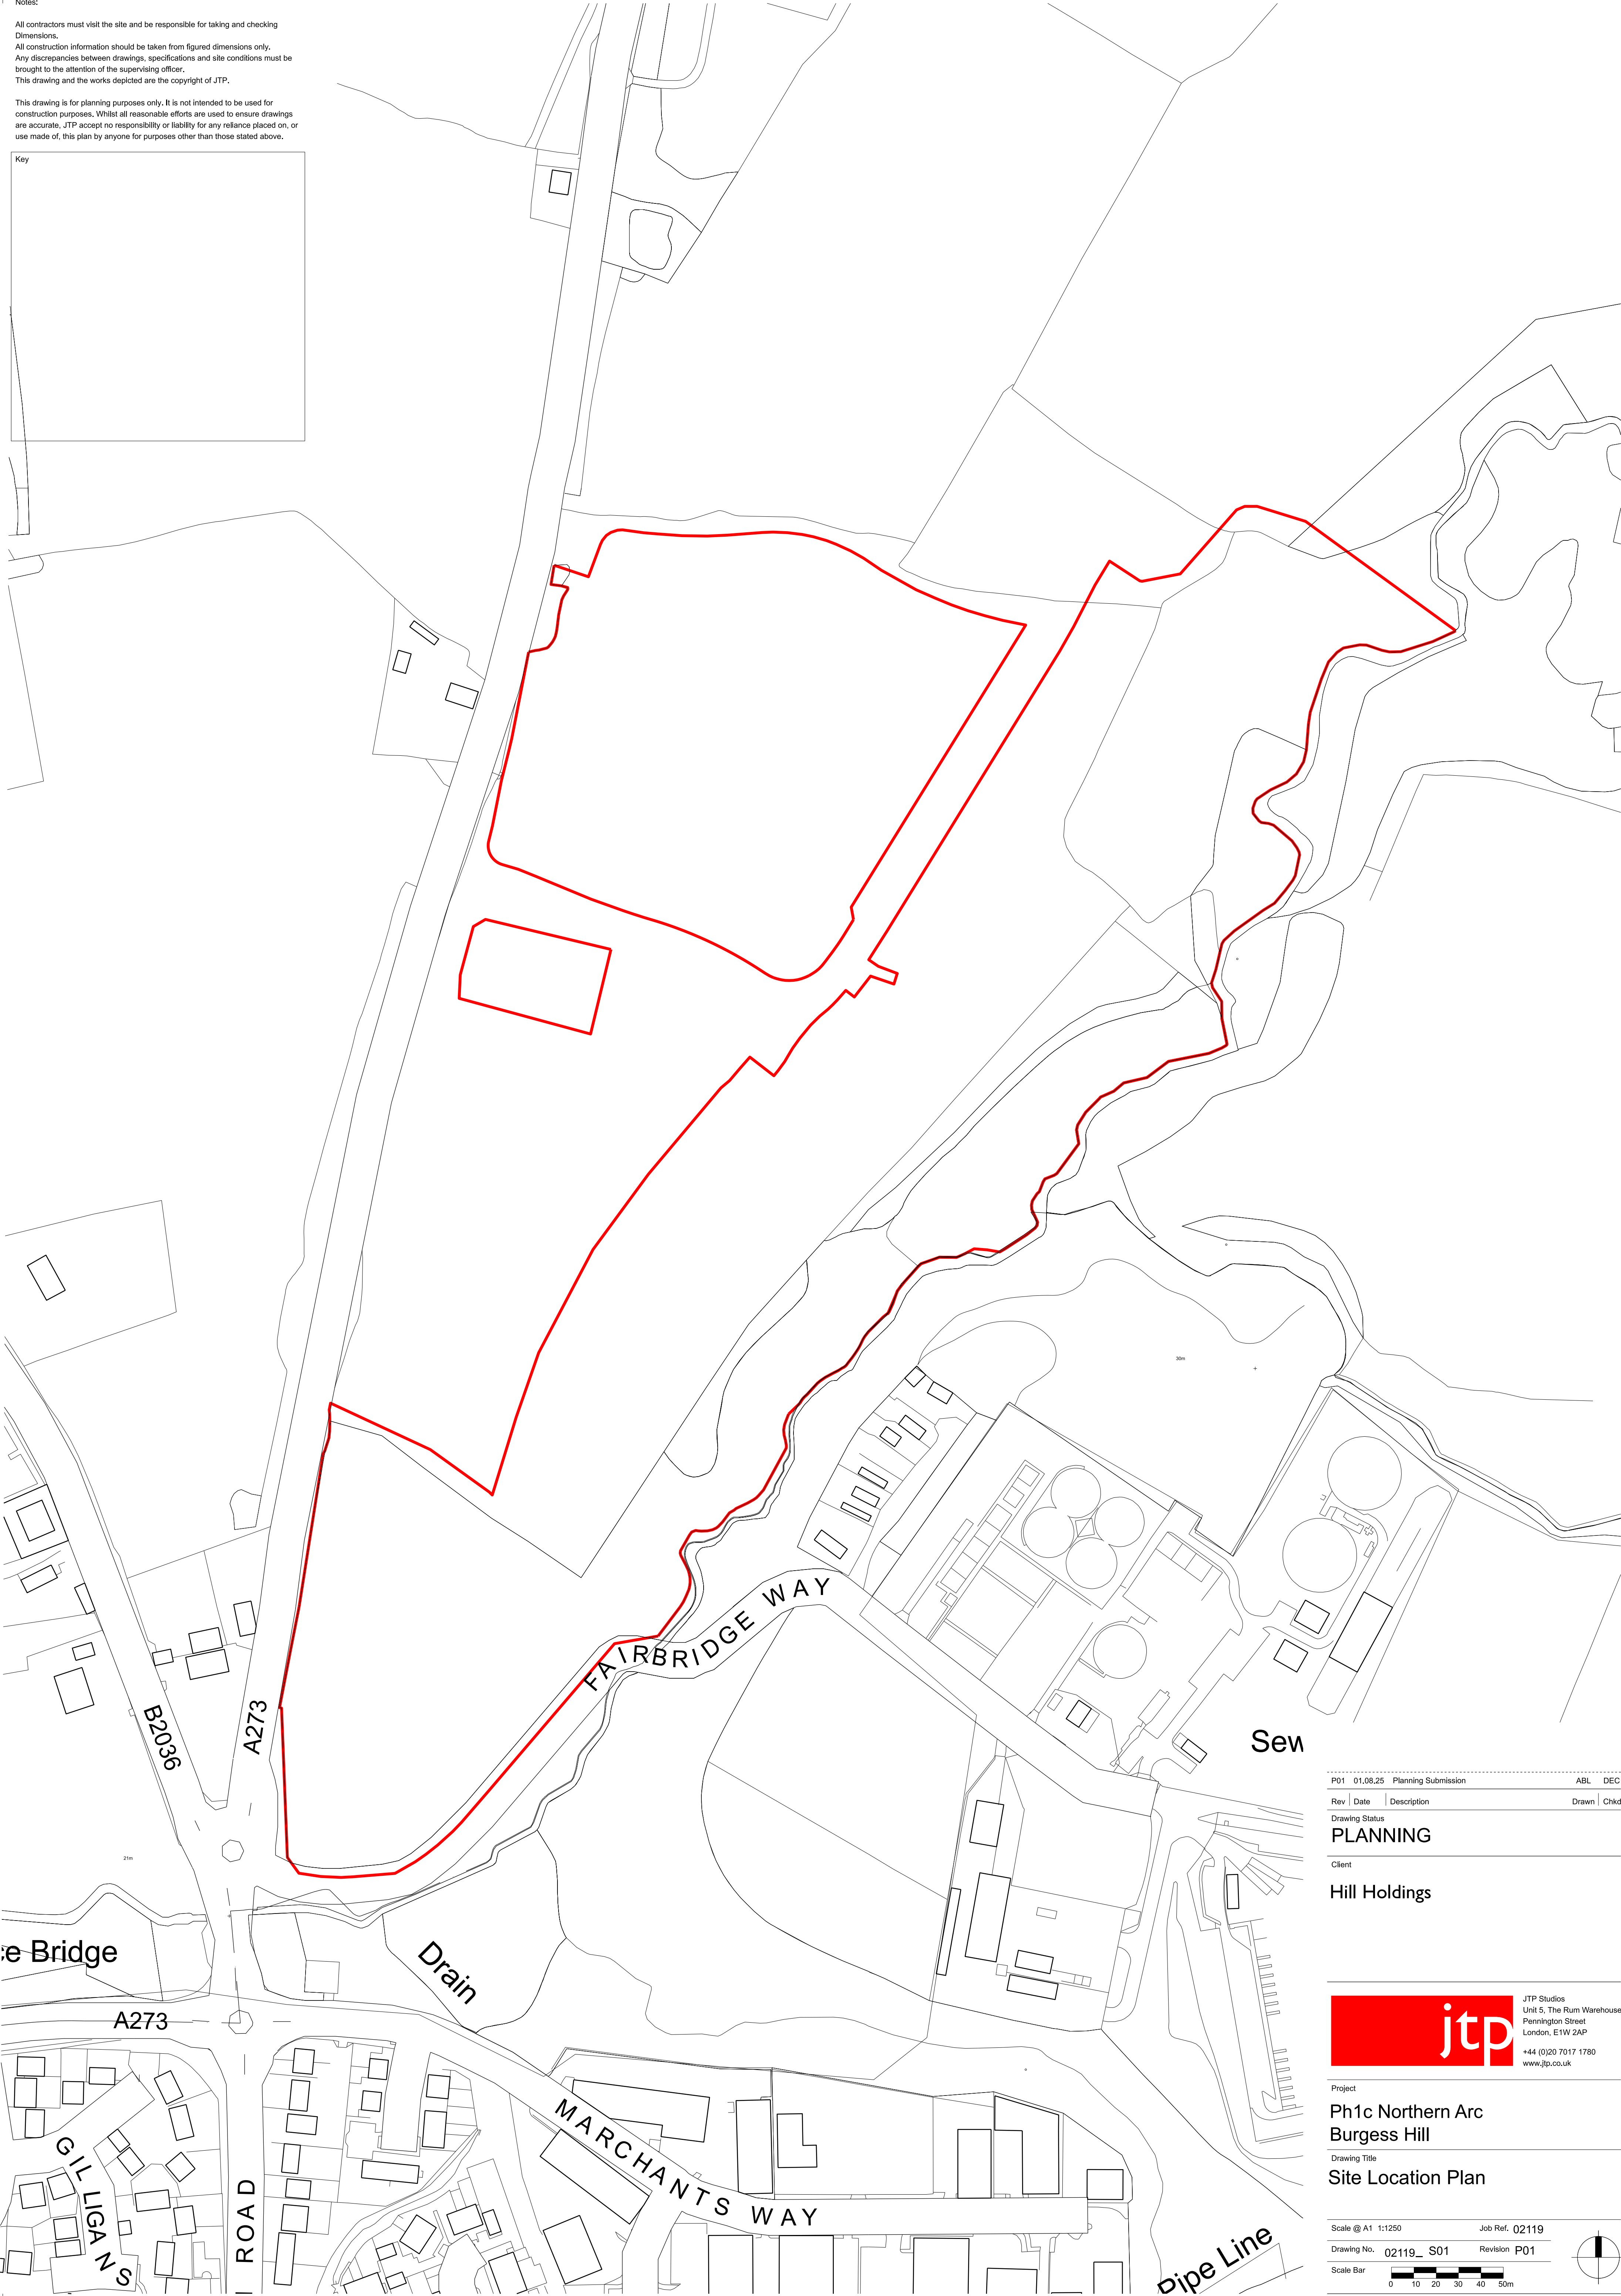 Notes:
All contractors must visit the site and be responsible for taking and checking
Dimensions.
All construction information should be taken from figured dimensions only.
Any discrepancies between drawings, specifications and site conditions must be
brought to the attention of the supervising officer.
This drawing and the works depicted are the copyright of JTP.
This drawing is for planning purposes only. It is not intended to be used for
construction purposes. Whilst all reasonable efforts are used to ensure drawings
are accurate, JTP accept no responsibility or liability for any reliance placed on, or
use made of, this plan by anyone for purposes other than those stated above.
Key
30m
FAIRBRIDGE WAY
B2036
A273
21m
Drain
e Bridge
A273
MARCHANTS WAY
GILLIGANS
ROAD
Pipe Line
Sew
P01 01.08.25 Planning Submission ABL DEC
Rev Date Description Drawn Chkd
Drawing Status
PLANNING
Client
Hill Holdings
jtp
JTP Studios
Unit 5, The Rum Warehouse
Pennington Street
London, E1W 2AP
+44 (0)20 7017 1780
www.jtp.co.uk
Project
Ph1c Northern Arc
Burgess Hill
Drawing Title
Site Location Plan
Scale @ A1 1:1250 Job Ref. 02119
Drawing No. 02119_ S01 Revision P01
Scale Bar
0 10 20 30 40 50m